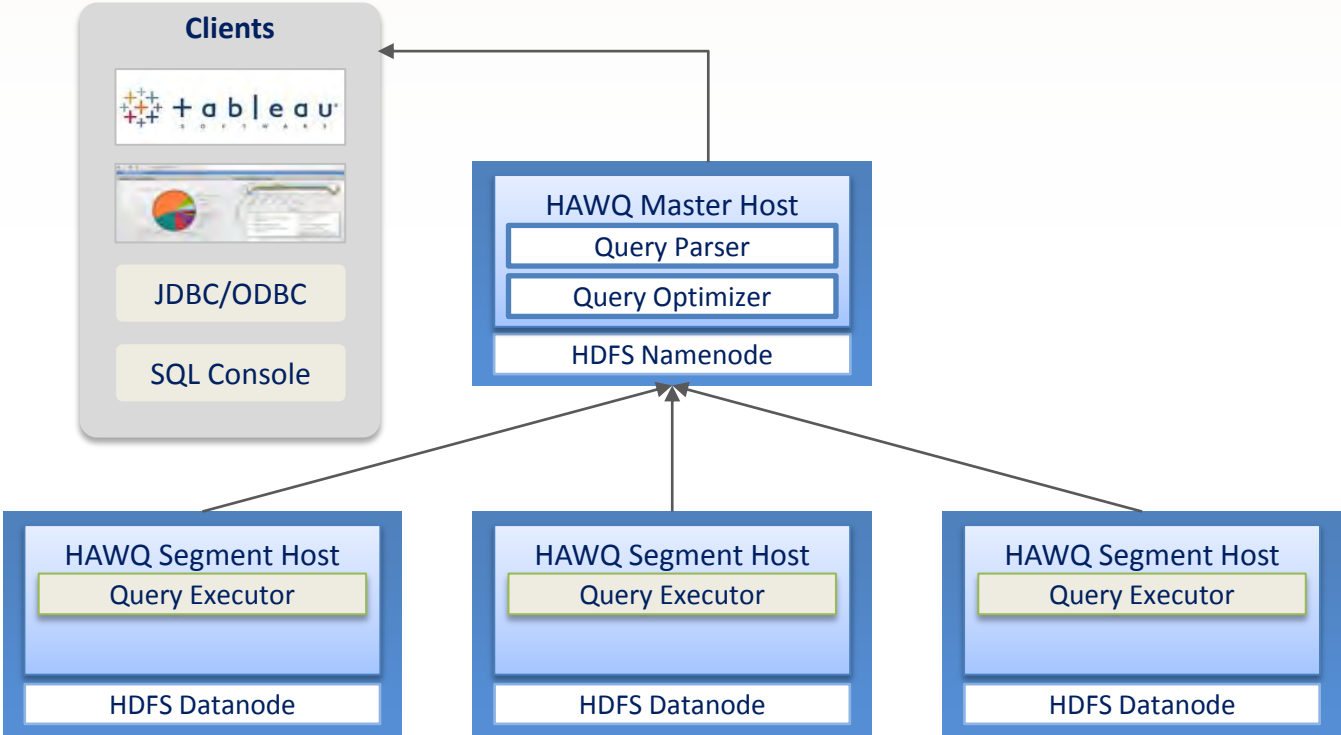 Clients
+ableau
SOFTWARE
JDBC/ODBC
SQL Console
HAWQ Master Host
Query Parser
Query Optimizer
HDFS Namenode
HAWQ Segment Host
Query Executor
HDFS Datanode
HAWQ Segment Host
Query Executor
HDFS Datanode
HAWQ Segment Host
Query Executor
HDFS Datanode